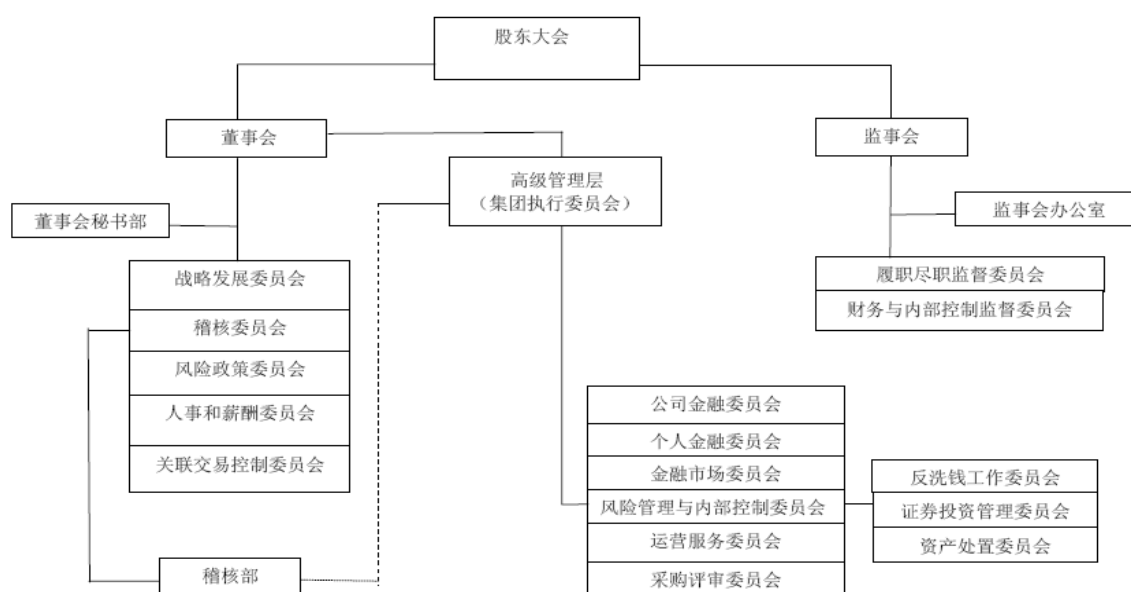 股东大会
董事会
监事会
高级管理层
（集团执行委员会）
董事会秘书部
监事会办公室
战略发展委员会
稽核委员会
风险政策委员会
人事和薪酬委员会
关联交易控制委员会
履职尽职监督委员会
财务与内部控制监督委员会
公司金融委员会
个人金融委员会
金融市场委员会
风险管理与内部控制委员会
运营服务委员会
采购评审委员会
反洗钱工作委员会
证券投资管理委员会
资产处置委员会
稽核部